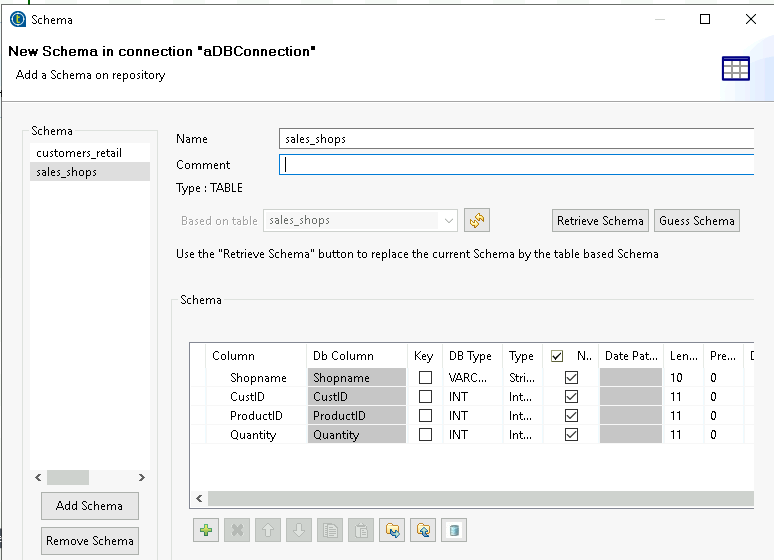 Schema
New Schema in connection "aDBConnection"
Add a Schema on repository
Schema
customers_retail
sales_shops
Add Schema
Remove Schema
Name sales_shops
Comment
Type : TABLE
Based on table sales_shops Retrieve Schema Guess Schema
Use the "Retrieve Schema" button to replace the current Schema by the table based Schema
Schema
Column Db Column Key DB Type Type N.. Date Pat... Len... Pre...
Shopname Shopname VARC... Stri... 10 0
CustID CustID INT Int... 11 0
ProductID ProductID INT Int... 11 0
Quantity Quantity INT Int... 11 0